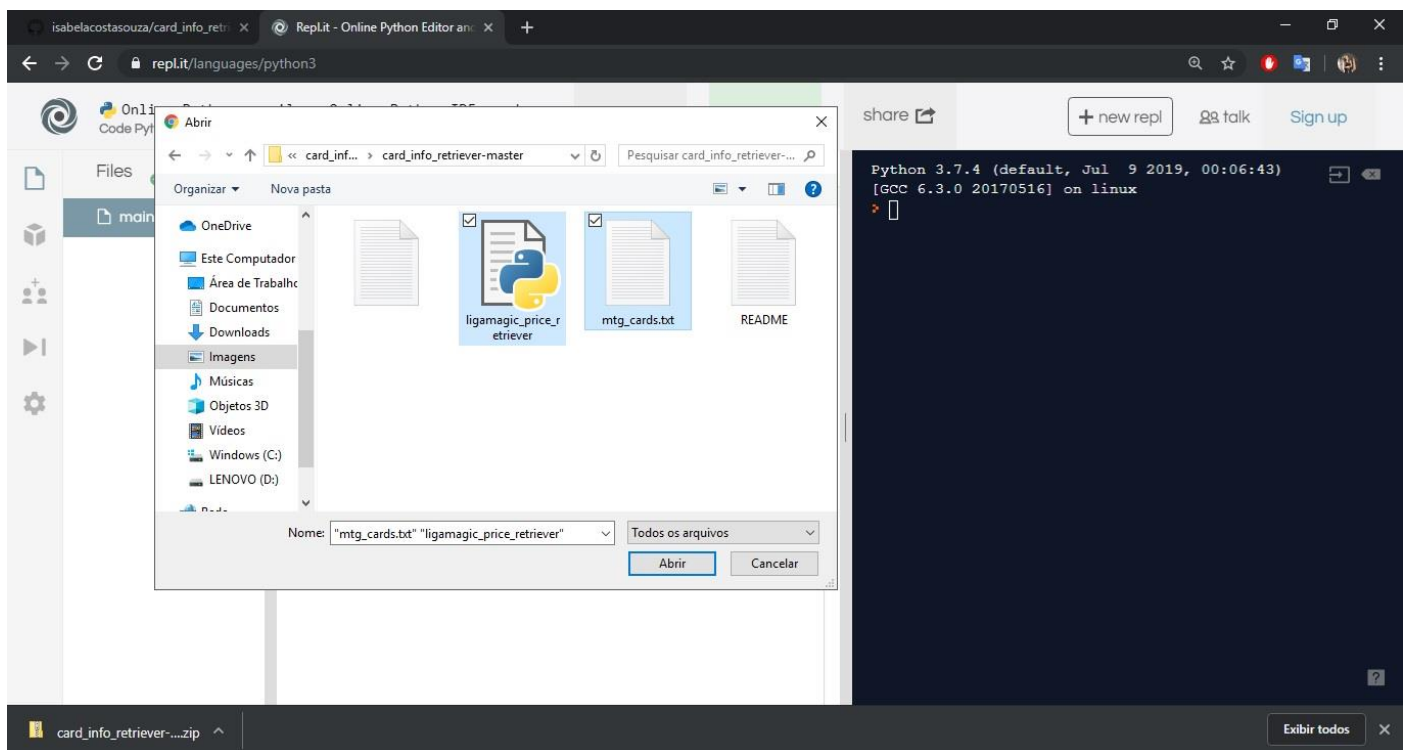 isabelacostasouza/card_info_retri
Repl.it - Online Python Editor and
repl.it/languages/python3
Code Pyt
share
+ new repl
talk
Sign up
Files
main
Abrir
« card_inf... › card_info_retriever-master
Pesquisar card_info_retriever-...
Organizar
Nova pasta
OneDrive
Este Computador
Área de Trabalho
Documentos
Downloads
Imagens
Músicas
Objetos 3D
Vídeos
Windows (C:)
LENOVO (D:)
ligamagic_price_r
etriever
mtg_cards.txt
README
Nome:
"mtg_cards.txt" "ligamagic_price_retriever"
Todos os arquivos
Abrir
Cancelar
Python 3.7.4 (default, Jul 9 2019, 00:06:43)
[GCC 6.3.0 20170516] on linux
>
card_info_retriever-....zip
Exibir todos